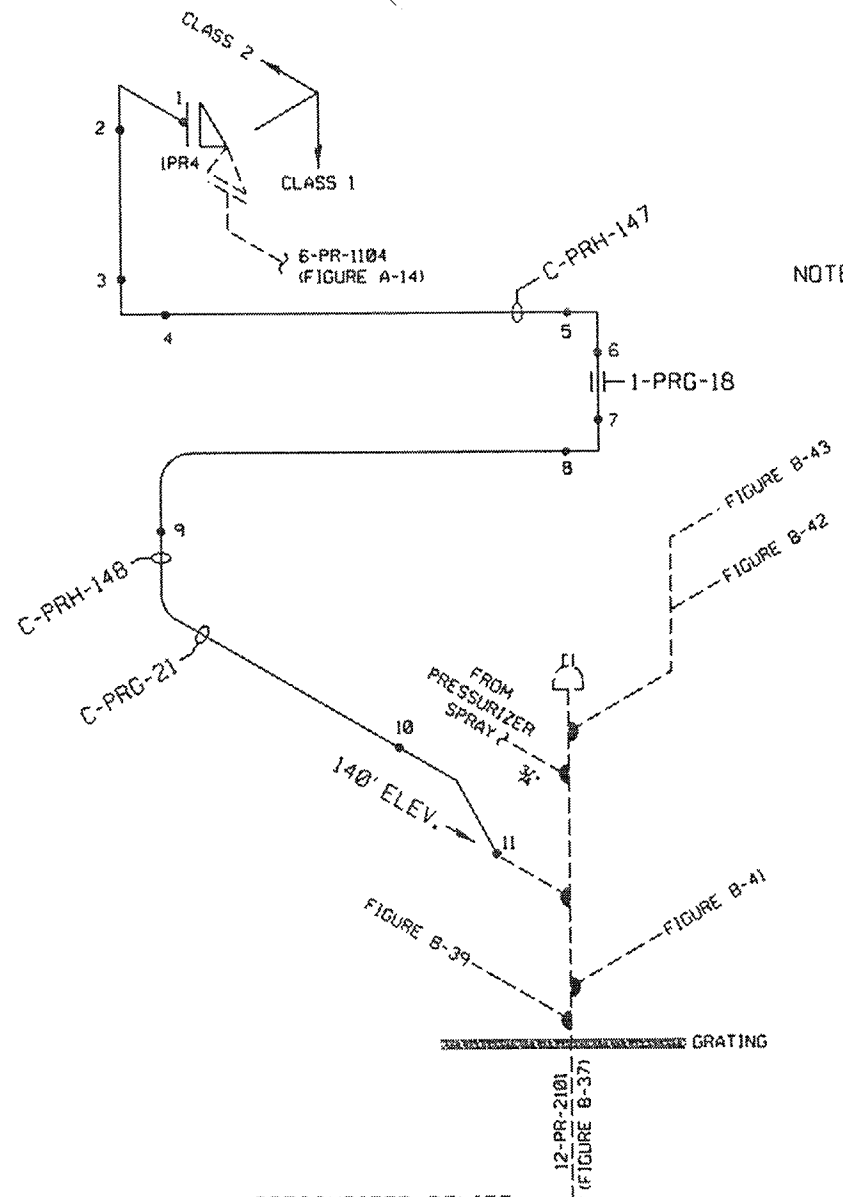 CLASS 2
1
2
1PR4
CLASS 1
6-PR-1104
(FIGURE A-14)
C-PRH-147
NOTE
3
4
5
6
1-PRG-18
7
8
FIGURE B-43
FIGURE B-42
9
C-PRH-148
C-PRG-21
FROM
PRESSURIZER
SPRAY
3/4"
10
140' ELEV.
11
FIGURE B-41
FIGURE B-39
GRATING
12-PR-2101
(FIGURE B-37)